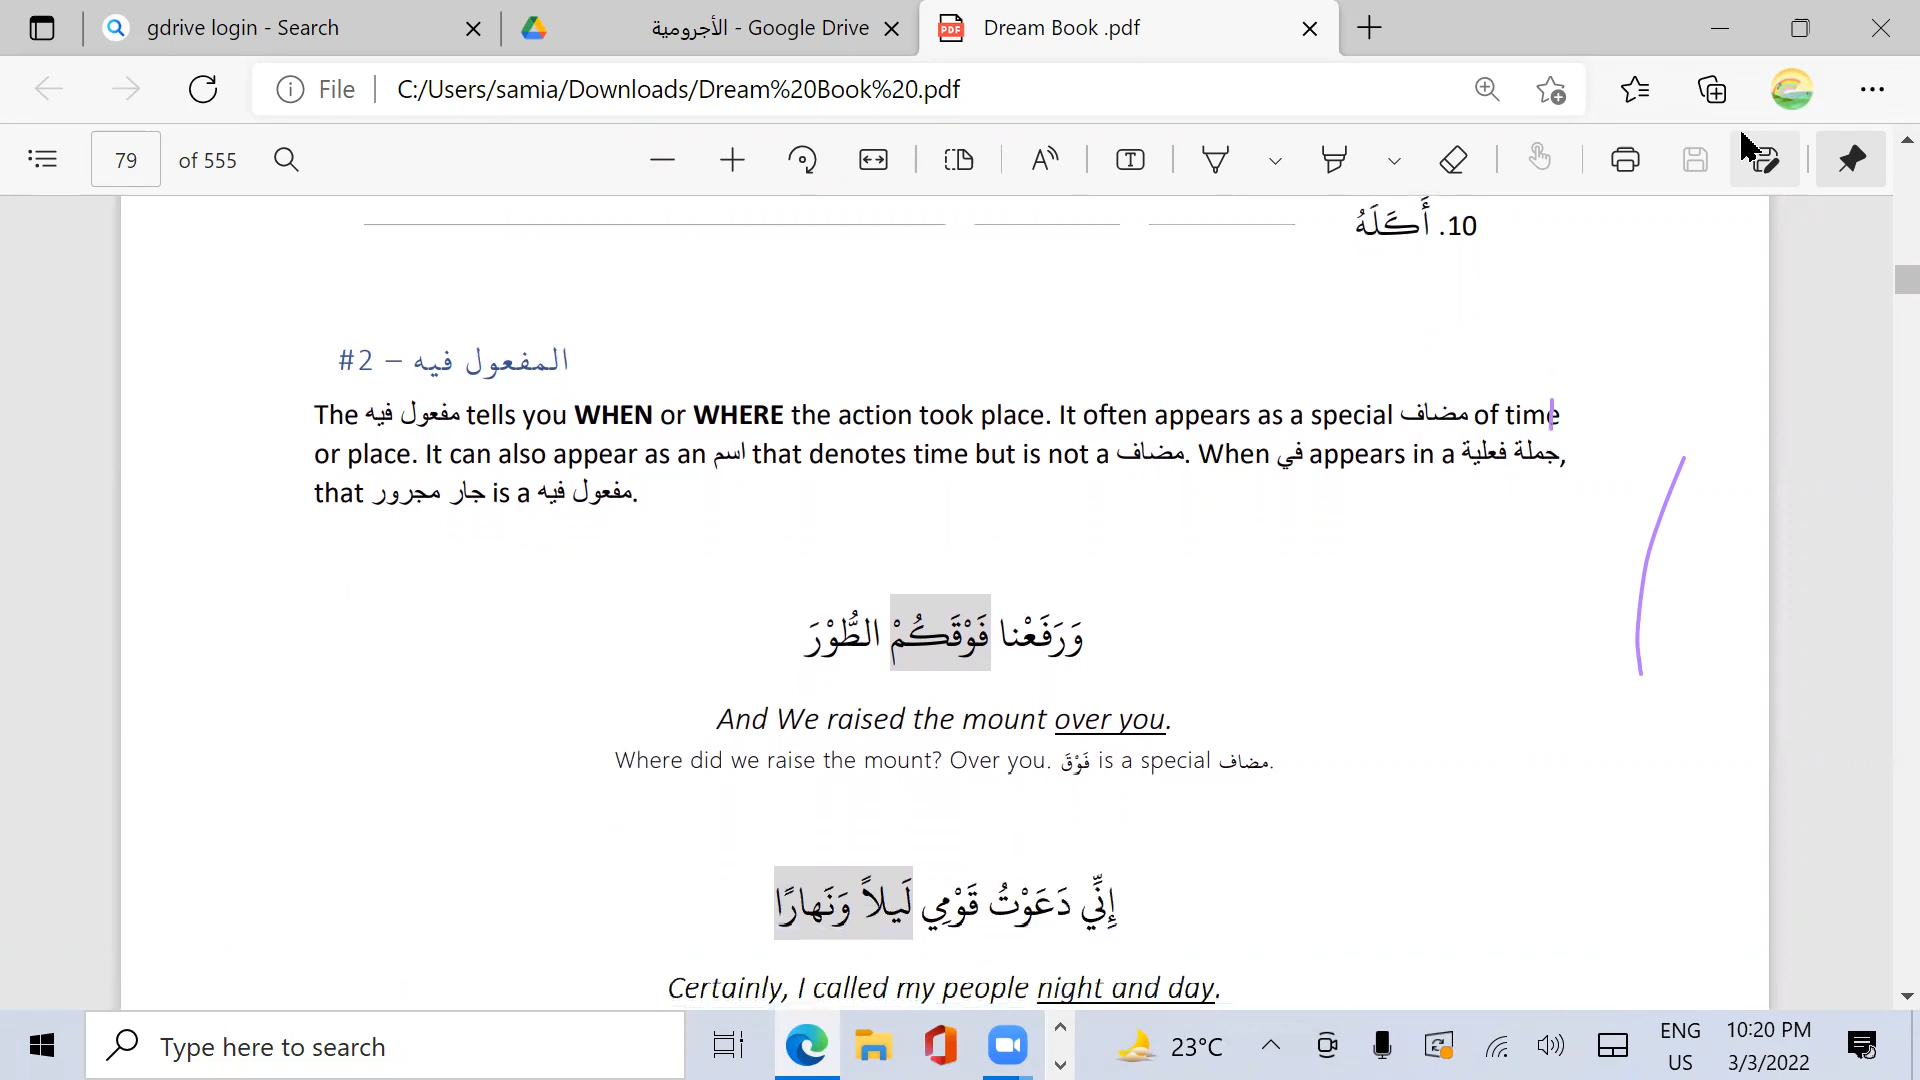 gdrive login - Search
الأجرومية - Google Drive
Dream Book .pdf
File
C:/Users/samia/Downloads/Dream%20Book%20.pdf
79 of 555
10. أَكَلَهُ
#2 – المفعول فيه
The مفعول فيه tells you WHEN or WHERE the action took place. It often appears as a special مضاف of time
or place. It can also appear as an اسم that denotes time but is not a مضاف. When في appears in a جملة فعلية,
that جار مجرور is a مفعول فيه.
وَرَفَعْنا فَوْقَكُمْ الطُّوْرَ
And We raised the mount over you.
Where did we raise the mount? Over you. فَوْقَ is a special مضاف.
إِنِّي دَعَوْتُ قَوْمِي لَيلاً وَنَهارًا
Certainly, I called my people night and day.
Type here to search
23°C
ENG
US
10:20 PM
3/3/2022